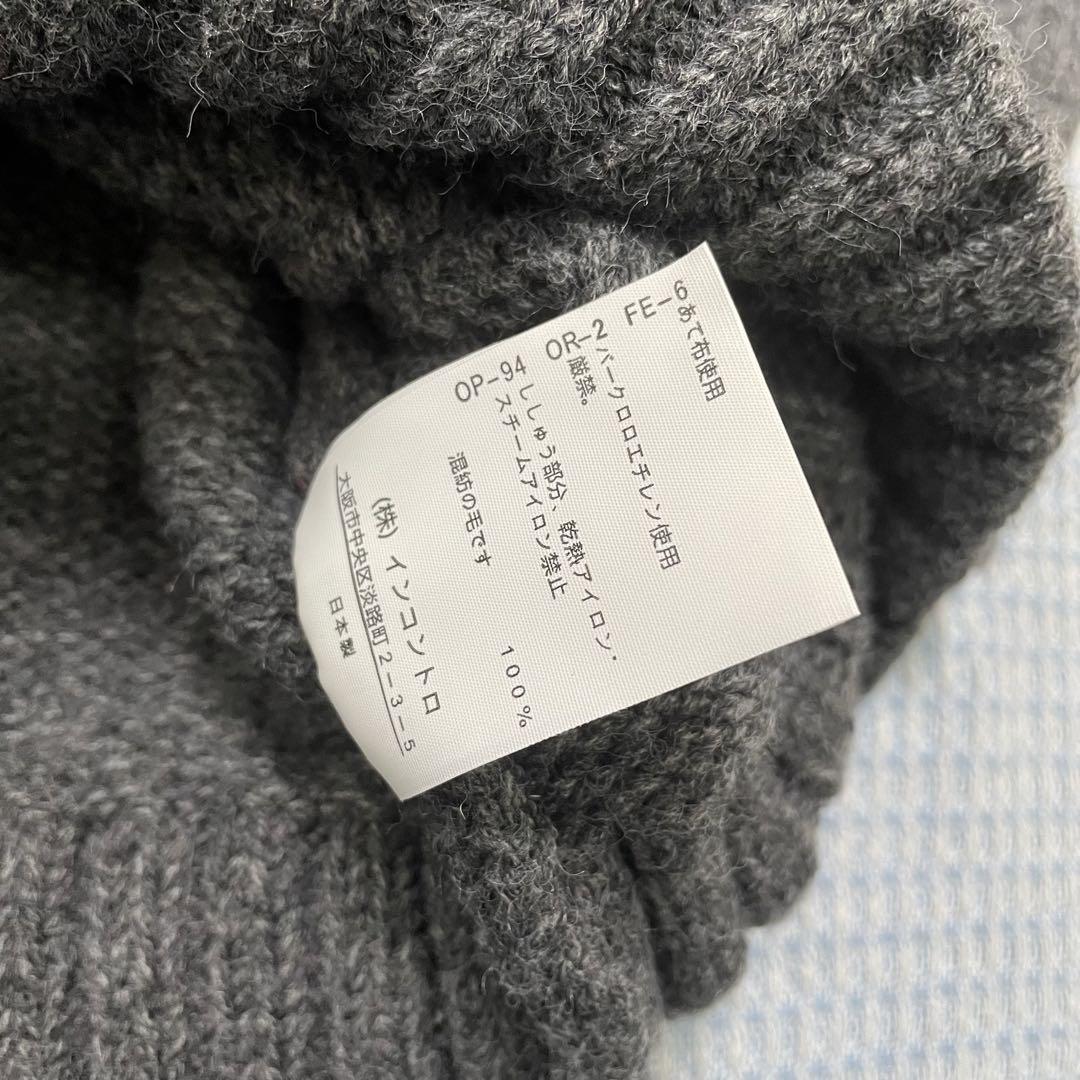 FE-6あて布使用
OR-2パークロロエチレン使用
厳禁。
OP-94ししゅう部分、乾熱アイロン・
スチームアイロン禁止
混紡の毛です 100%
(株)インコントロ
大阪市中央区淡路町2-3-5
日本製